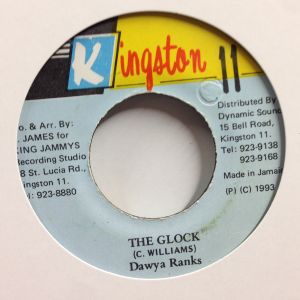 Kingston 11
o. & Arr. By:
. JAMES for
KING JAMMYS
Recording Studio
8 St. Lucia Rd.,
Kingston 11.
l: 923-8880
Distributed By
Dynamic Sound
15 Bell Road,
Kingston 11.
Tel: 923-9138
923-9168
Made in Jamaic
(P) (C) 1993
THE GLOCK
(C. WILLIAMS)
Dawya Ranks